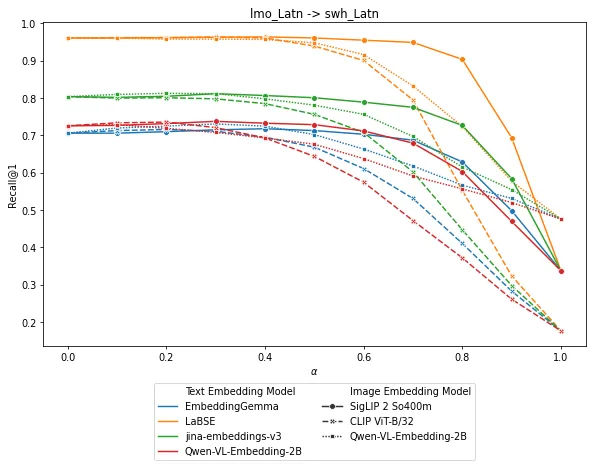 lmo_Latn -> swh_Latn
1.0
0.9
0.8
0.7
0.6
0.5
0.4
0.3
0.2
Recall@1
0.0 0.2 0.4 0.6 0.8 1.0
α
Text Embedding Model Image Embedding Model
EmbeddingGemma SigLIP 2 So400m
LaBSE CLIP ViT-B/32
jina-embeddings-v3 Qwen-VL-Embedding-2B
Qwen-VL-Embedding-2B